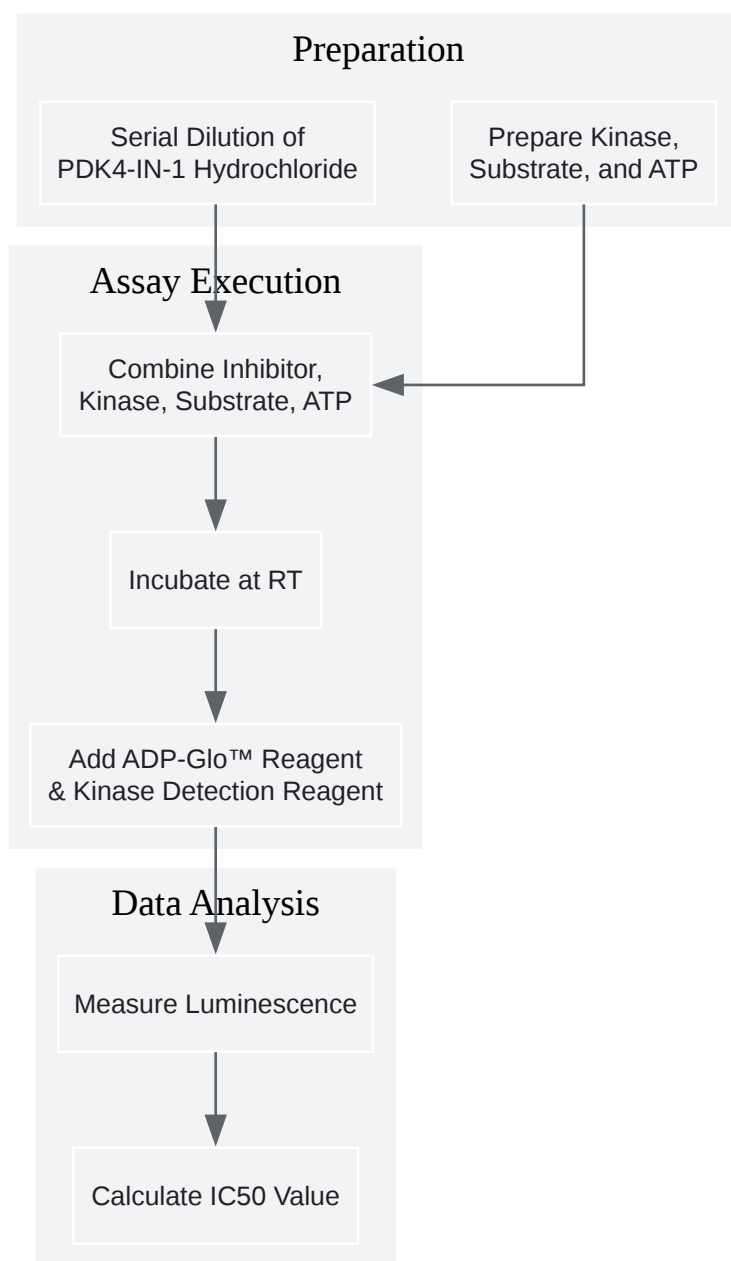 Preparation
Serial Dilution of
PDK4-IN-1 Hydrochloride
Prepare Kinase,
Substrate, and ATP
Assay Execution
Combine Inhibitor,
Kinase, Substrate, ATP
Incubate at RT
Add ADP-Glo™ Reagent
& Kinase Detection Reagent
Data Analysis
Measure Luminescence
Calculate IC50 Value